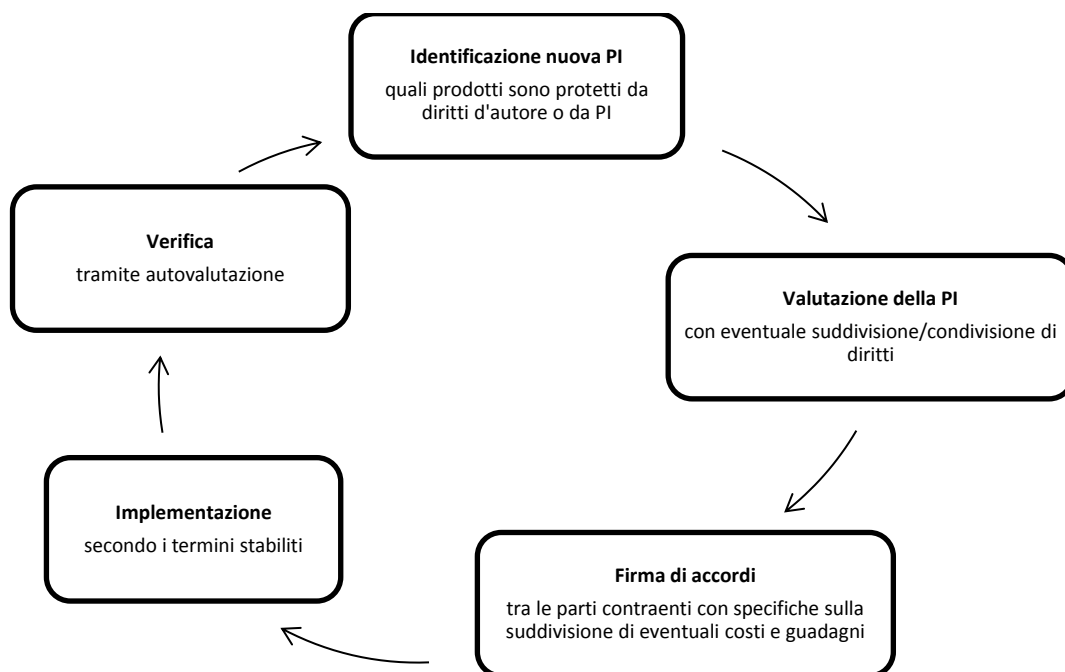 Identificazione nuova PI
quali prodotti sono protetti da
diritti d'autore o da PI
Valutazione della PI
con eventuale suddivisione/condivisione di
diritti
Firma di accordi
tra le parti contraenti con specifiche sulla
suddivisione di eventuali costi e guadagni
Implementazione
secondo i termini stabiliti
Verifica
tramite autovalutazione